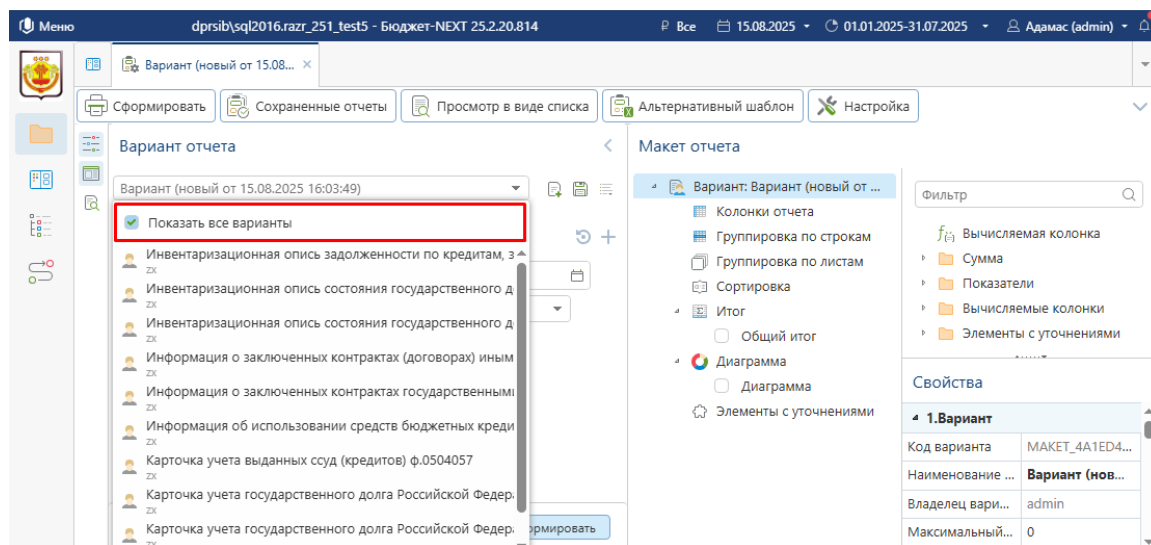 Меню
dprsib\sql2016.razr_251_test5 - Бюджет-NEXT 25.2.20.814
₽ Все
15.08.2025
01.01.2025-31.07.2025
Адамас (admin)
Вариант (новый от 15.08...
Сформировать
Сохраненные отчеты
Просмотр в виде списка
Альтернативный шаблон
Настройка
Вариант отчета
Вариант (новый от 15.08.2025 16:03:49)
Показать все варианты
Инвентаризационная опись задолженности по кредитам, з
zx
Инвентаризационная опись состояния государственного д
zx
Инвентаризационная опись состояния государственного д
zx
Информация о заключенных контрактах (договорах) иным
zx
Информация о заключенных контрактах государственными
zx
Информация об использовании средств бюджетных креди
zx
Карточка учета выданных ссуд (кредитов) ф.0504057
zx
Карточка учета государственного долга Российской Федер
zx
Карточка учета государственного долга Российской Федер
zx
ормировать
Макет отчета
Вариант: Вариант (новый от ...
Колонки отчета
Группировка по строкам
Группировка по листам
Сортировка
Итог
Общий итог
Диаграмма
Диаграмма
Элементы с уточнениями
Фильтр
Вычисляемая колонка
Сумма
Показатели
Вычисляемые колонки
Элементы с уточнениями
Свойства
1.Вариант
Код варианта MAKET_4A1ED4...
Наименование ... Вариант (нов...
Владелец вари... admin
Максимальный... 0